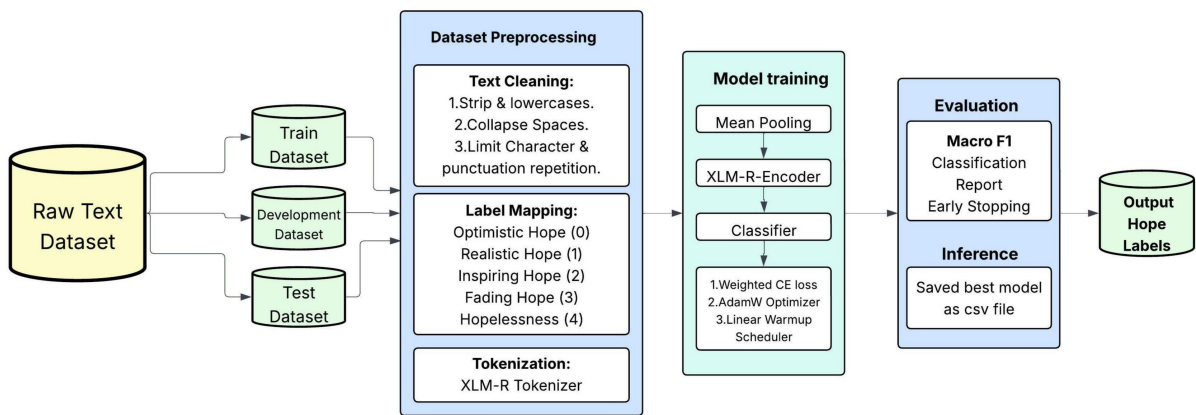 Raw Text
Dataset
Train
Dataset
Development
Dataset
Test
Dataset
Dataset Preprocessing
Text Cleaning:
1.Strip & lowercases.
2.Collapse Spaces.
3.Limit Character &
punctuation repetition.
Label Mapping:
Optimistic Hope (0)
Realistic Hope (1)
Inspiring Hope (2)
Fading Hope (3)
Hopelessness (4)
Tokenization:
XLM-R Tokenizer
Model training
Mean Pooling
XLM-R-Encoder
Classifier
1.Weighted CE loss
2.AdamW Optimizer
3.Linear Warmup
Scheduler
Evaluation
Macro F1
Classification
Report
Early Stopping
Inference
Saved best model
as csv file
Output
Hope
Labels